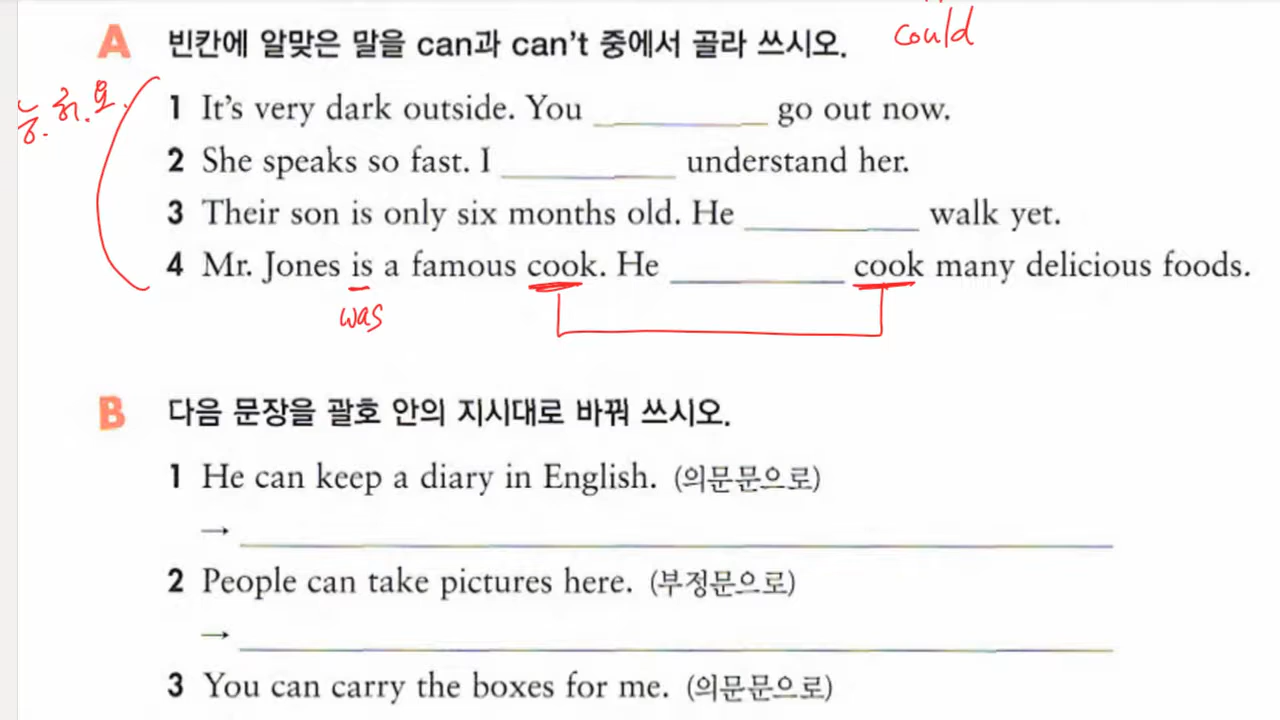 could
A 빈칸에 알맞은 말을 can과 can't 중에서 골라 쓰시오.
능.허.요.
1 It's very dark outside. You __________ go out now.
2 She speaks so fast. I __________ understand her.
3 Their son is only six months old. He __________ walk yet.
4 Mr. Jones is a famous cook. He __________ cook many delicious foods.
was
B 다음 문장을 괄호 안의 지시대로 바꿔 쓰시오.
1 He can keep a diary in English. (의문문으로)
→
2 People can take pictures here. (부정문으로)
→
3 You can carry the boxes for me. (의문문으로)